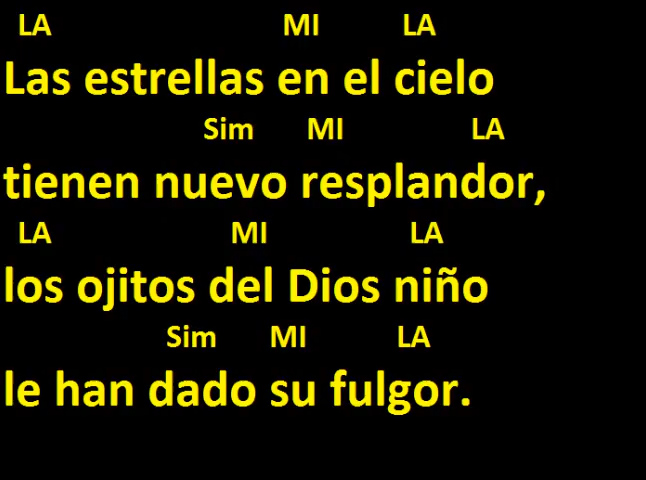 LA MI LA
Las estrellas en el cielo
Sim MI LA
tienen nuevo resplandor,
LA MI LA
los ojitos del Dios niño
Sim MI LA
le han dado su fulgor.